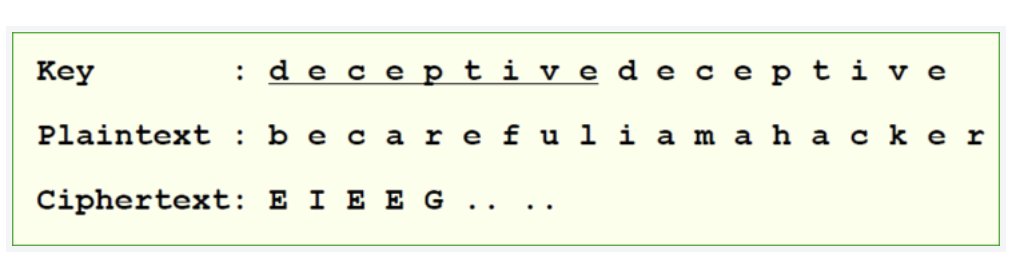 Key : d e c e p t i v e d e c e p t i v e
Plaintext : b e c a r e f u l i a m a h a c k e r
Ciphertext: E I E E G .. ..